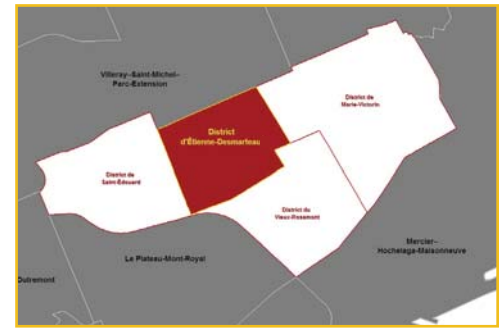 Villeray–Saint-Michel–
Parc-Extension
District de
Marie-Victorin
District
d'Étienne-Desmarteau
District de
Saint-Édouard
District du
Vieux-Rosemont
Mercier–
Hochelaga-Maisonneuve
Le Plateau-Mont-Royal
Outremont